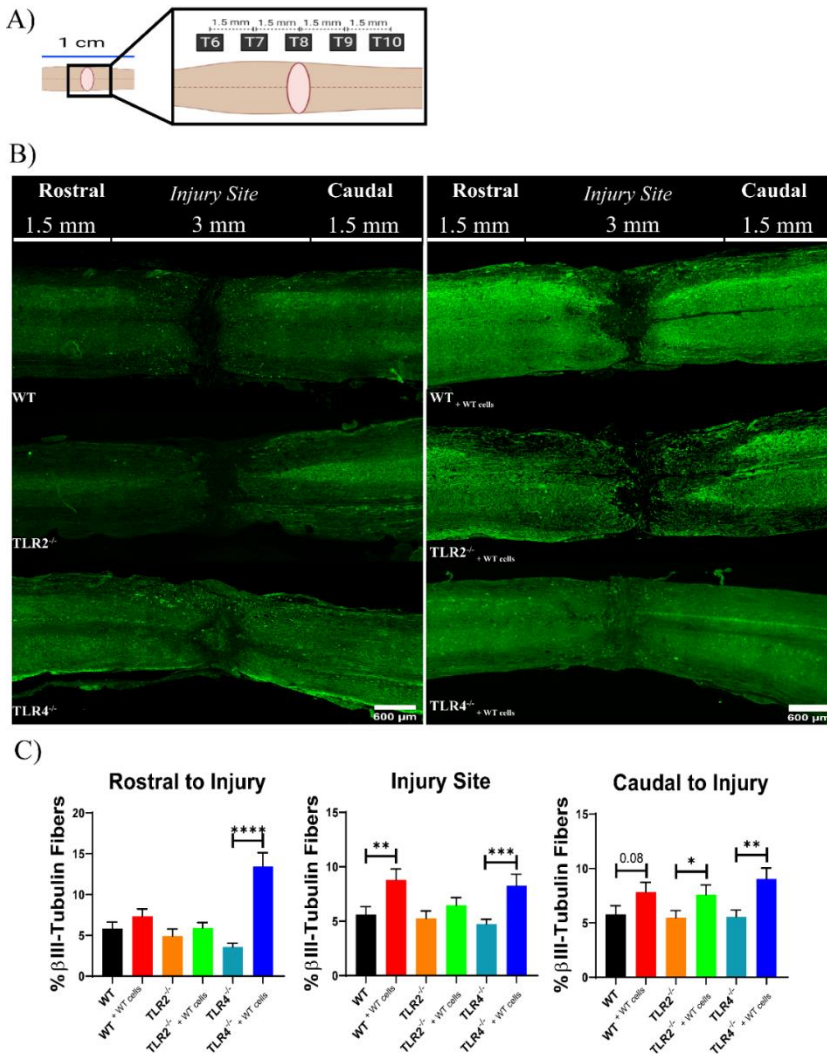 A)
1 cm
1.5 mm 1.5 mm 1.5 mm 1.5 mm
T6 T7 T8 T9 T10
B)
Rostral Injury Site Caudal
1.5 mm 3 mm 1.5 mm
WT
TLR2-/-
TLR4-/-
600 µm
Rostral Injury Site Caudal
1.5 mm 3 mm 1.5 mm
WT + WT cells
TLR2-/- + WT cells
TLR4-/- + WT cells
600 µm
C)
Rostral to Injury
% βIII-Tubulin Fibers
20
15
10
5
0
****
WT
WT + WT cells
TLR2-/-
TLR2-/- + WT cells
TLR4-/-
TLR4-/- + WT cells
Injury Site
% βIII-Tubulin Fibers
15
10
5
0
**
***
WT
WT + WT cells
TLR2-/-
TLR2-/- + WT cells
TLR4-/-
TLR4-/- + WT cells
Caudal to Injury
% βIII-Tubulin Fibers
15
10
5
0
0.08
*
**
WT
WT + WT cells
TLR2-/-
TLR2-/- + WT cells
TLR4-/-
TLR4-/- + WT cells